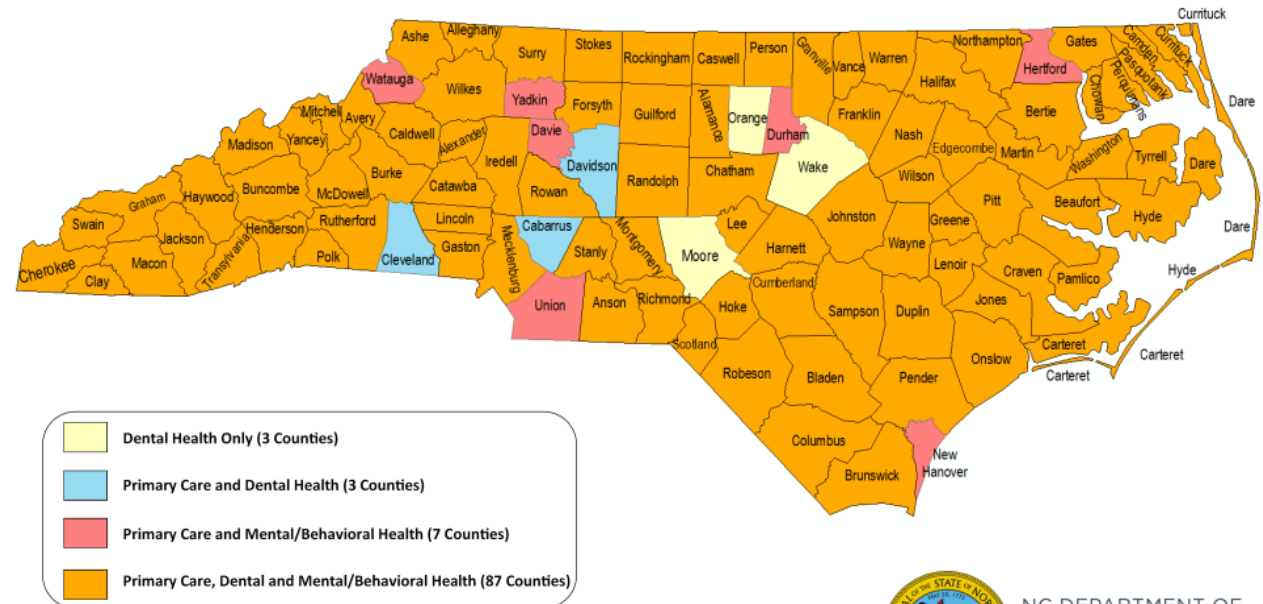 Currituck
Ashe
Alleghany
Surry
Stokes
Rockingham
Caswell
Person
Granville
Vance
Warren
Northampton
Gates
Camden
Currituck
Pasquotank
Perquimans
Chowan
Hertford
Halifax
Watauga
Wilkes
Yadkin
Forsyth
Guilford
Alamance
Orange
Durham
Franklin
Nash
Edgecombe
Martin
Bertie
Dare
Mitchell
Avery
Yancey
Madison
Caldwell
Alexander
Davie
Iredell
Davidson
Randolph
Chatham
Wake
Wilson
Washington
Tyrrell
Dare
Haywood
Buncombe
McDowell
Burke
Catawba
Rowan
Graham
Swain
Jackson
Henderson
Rutherford
Lincoln
Cabarrus
Stanly
Montgomery
Moore
Lee
Harnett
Johnston
Greene
Pitt
Beaufort
Hyde
Dare
Cherokee
Clay
Macon
Transylvania
Polk
Cleveland
Gaston
Mecklenburg
Union
Anson
Richmond
Hoke
Cumberland
Sampson
Wayne
Lenoir
Duplin
Craven
Jones
Pamlico
Hyde
Carteret
Carteret
Carteret
Scotland
Robeson
Bladen
Pender
Onslow
Columbus
Brunswick
New
Hanover
Dental Health Only (3 Counties)
Primary Care and Dental Health (3 Counties)
Primary Care and Mental/Behavioral Health (7 Counties)
Primary Care, Dental and Mental/Behavioral Health (87 Counties)
NC DEPARTMENT OF